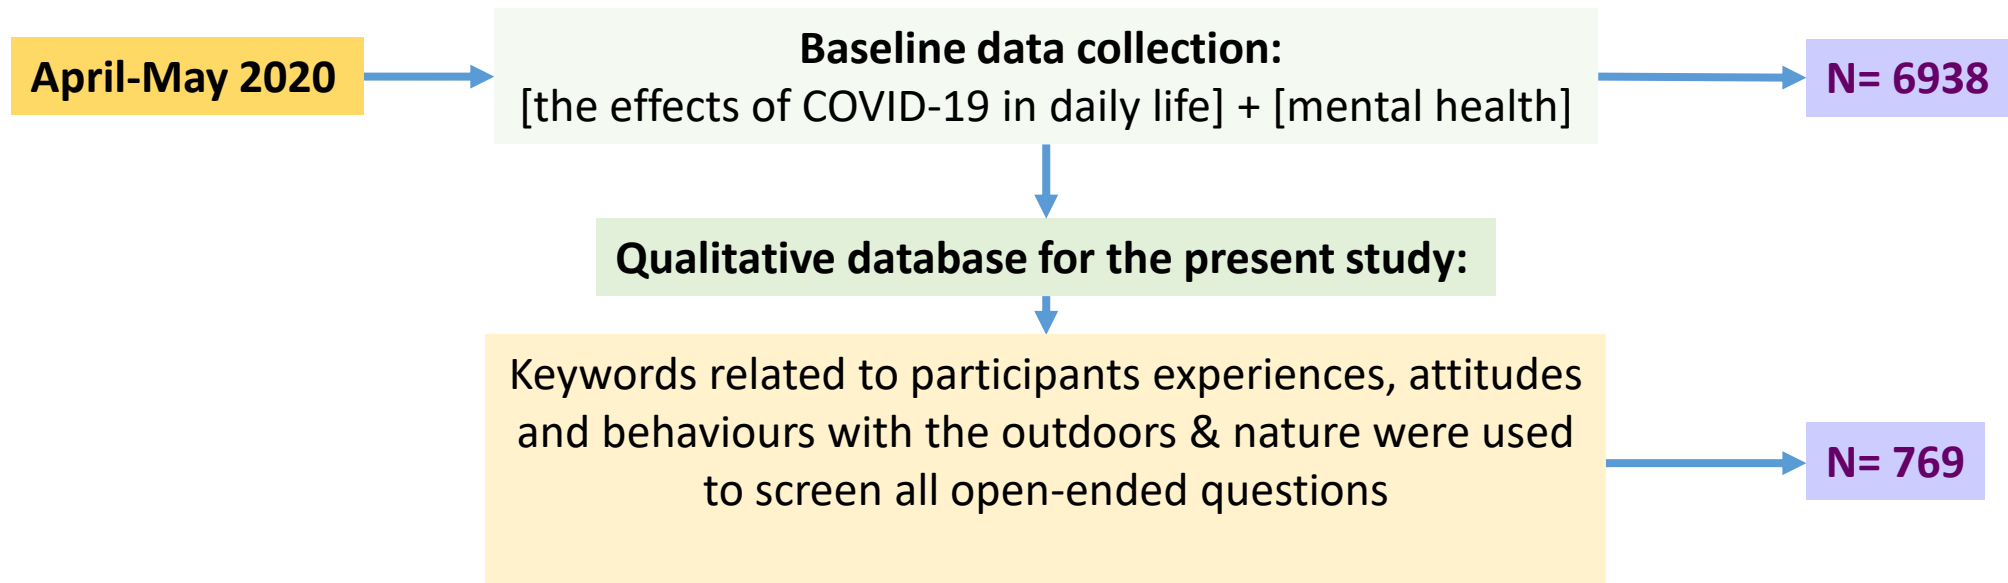 April-May 2020
Baseline data collection:
[the effects of COVID-19 in daily life] + [mental health]
N= 6938
Qualitative database for the present study:
Keywords related to participants experiences, attitudes
and behaviours with the outdoors & nature were used
to screen all open-ended questions
N= 769